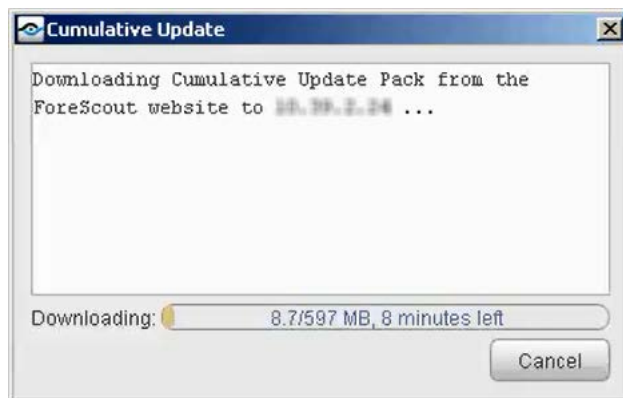 Cumulative Update
Downloading Cumulative Update Pack from the
ForeScout website to ...
Downloading: 8.7/597 MB, 8 minutes left
Cancel